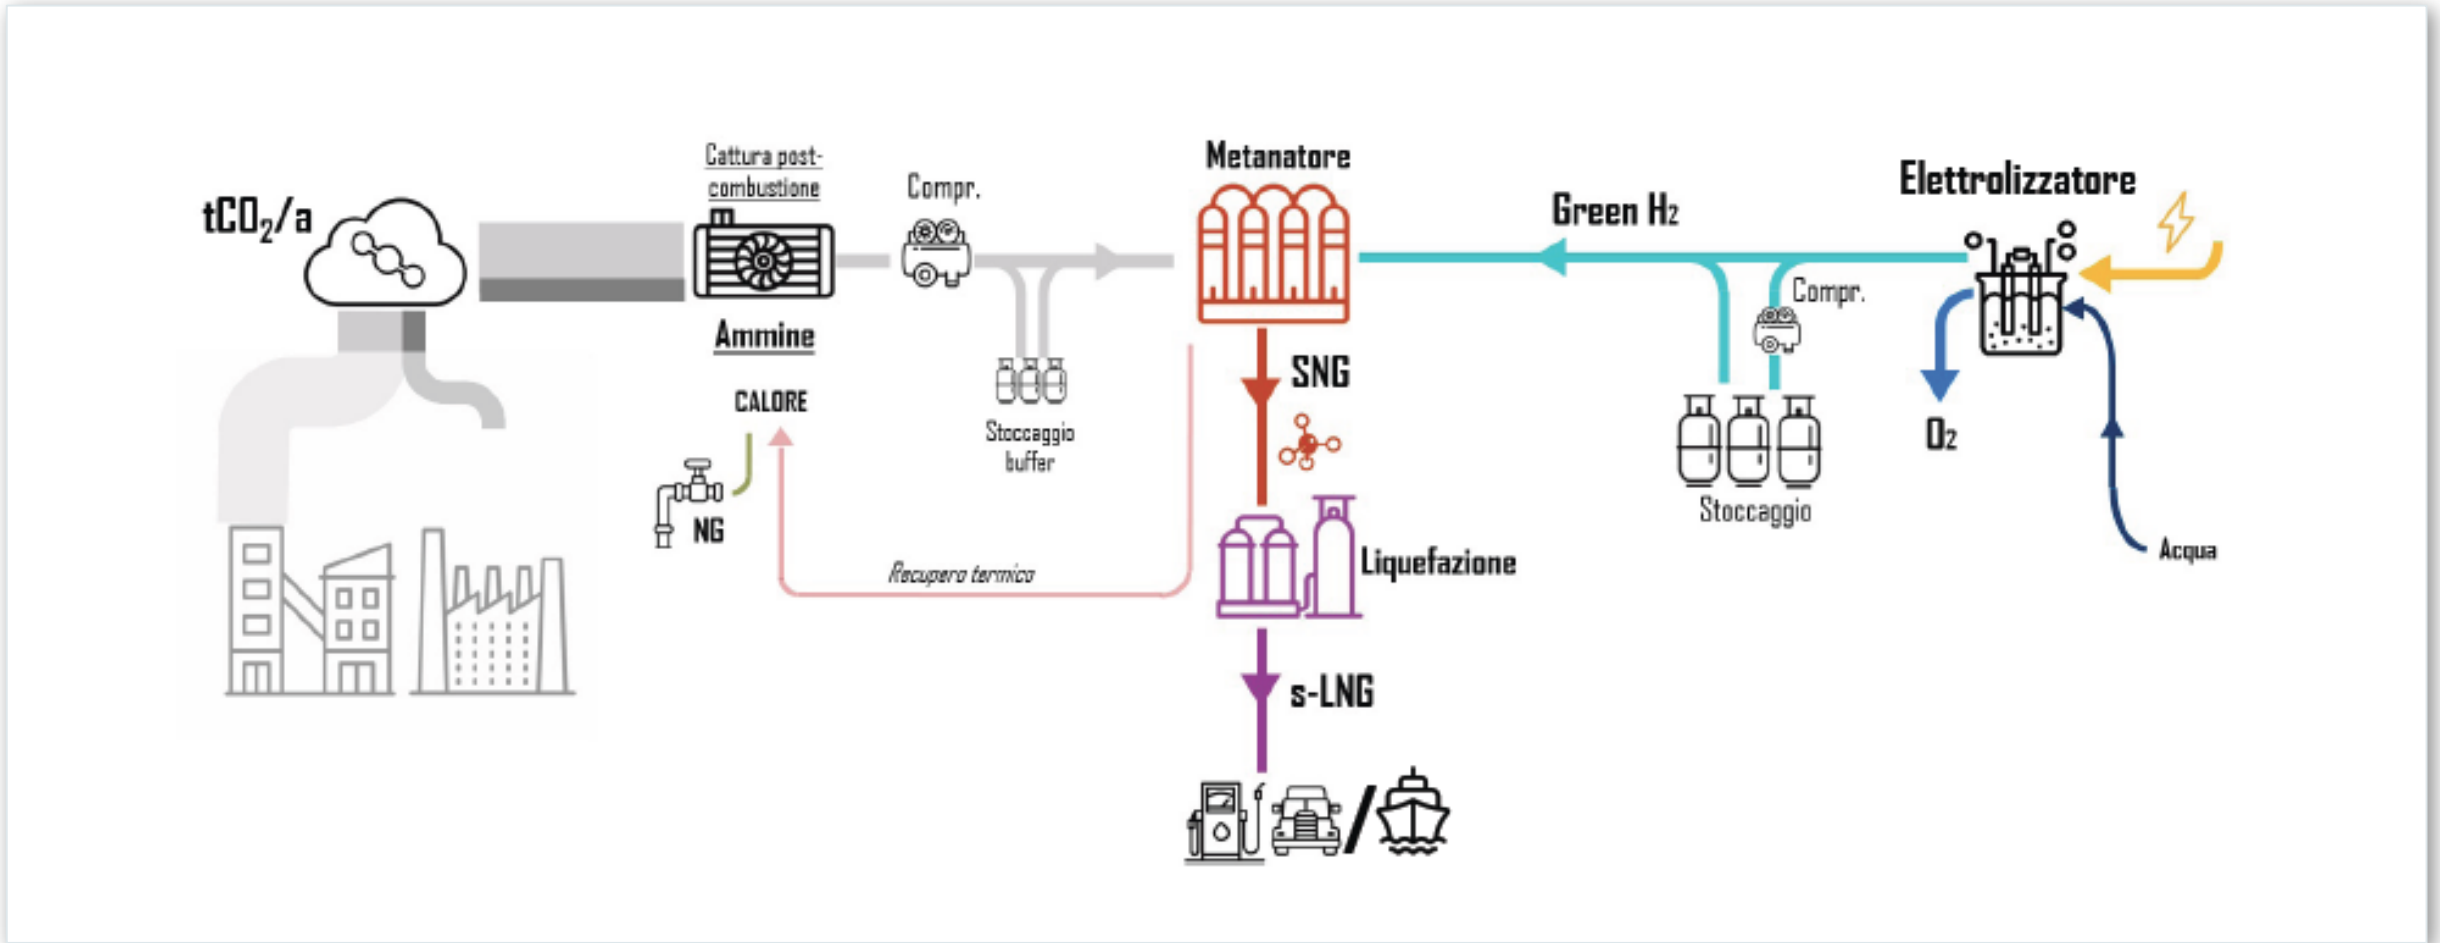 tCO₂/a
Cattura post-
combustione
Ammine
CALORE
NG
Recupero termico
Compr.
Stoccaggio
buffer
Metanatore
SNG
Liquefazione
s-LNG
Green H₂
Compr.
Stoccaggio
Elettrolizzatore
O₂
Acqua